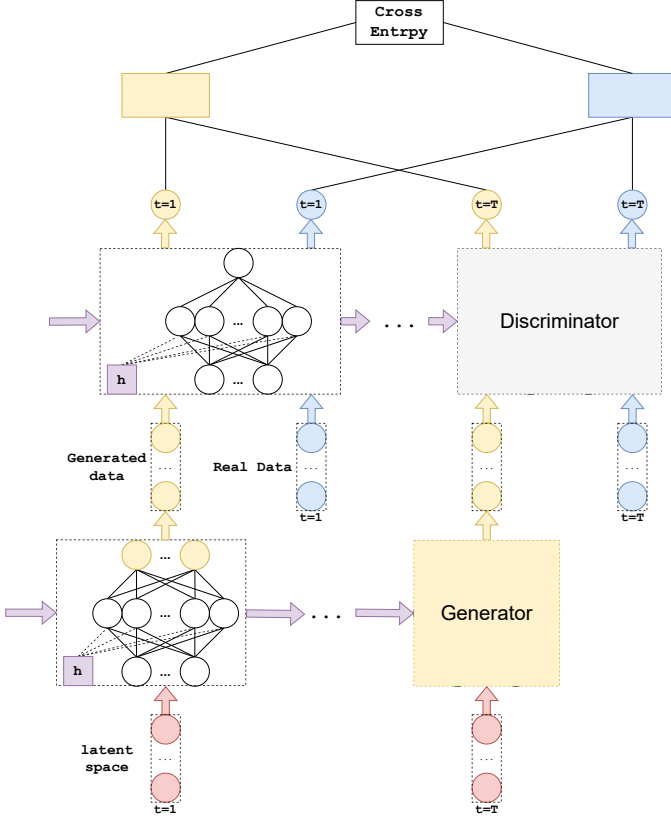 Cross
Entrpy
t=1
t=1
t=T
t=T
...
h
...
. . .
Discriminator
Generated
data
...
Real Data
...
t=1
...
...
t=T
...
...
h
...
. . .
Generator
latent
space
...
t=1
...
t=T